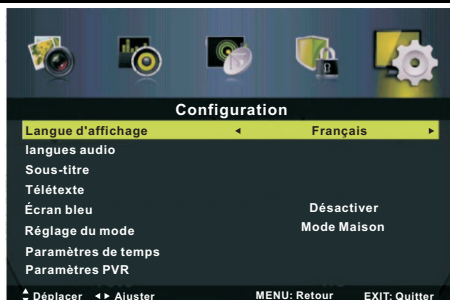 Configuration
Langue d'affichage ◄ Français ►
langues audio
Sous-titre
Télétexte
Écran bleu Désactiver
Réglage du mode Mode Maison
Paramètres de temps
Paramètres PVR
Déplacer ◄► Ajuster MENU: Retour EXIT: Quitter